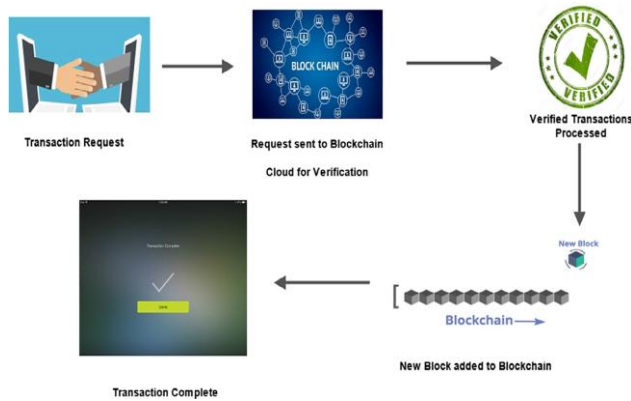 BLOCK CHAIN
VERIFIED
VERIFIED
Transaction Request
Request sent to Blockchain
Cloud for Verification
Verified Transactions
Processed
New Block
Transaction Complete
Blockchain
New Block added to Blockchain
Transaction Complete